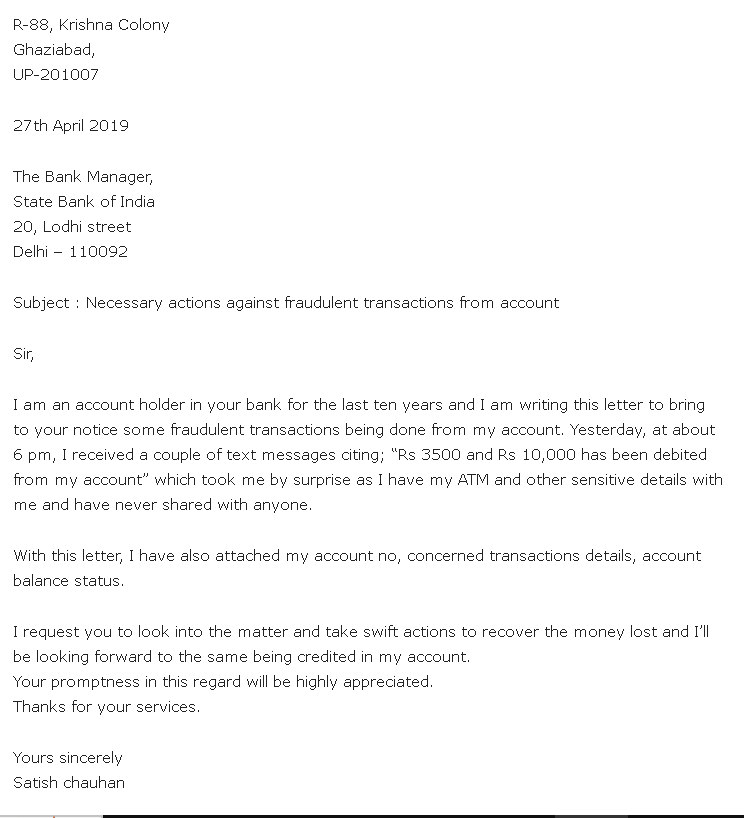 R-88, Krishna Colony
Ghaziabad,
UP-201007
27th April 2019
The Bank Manager,
State Bank of India
20, Lodhi street
Delhi – 110092
Subject : Necessary actions against fraudulent transactions from account
Sir,
I am an account holder in your bank for the last ten years and I am writing this letter to bring
to your notice some fraudulent transactions being done from my account. Yesterday, at about
6 pm, I received a couple of text messages citing; “Rs 3500 and Rs 10,000 has been debited
from my account” which took me by surprise as I have my ATM and other sensitive details with
me and have never shared with anyone.
With this letter, I have also attached my account no, concerned transactions details, account
balance status.
I request you to look into the matter and take swift actions to recover the money lost and I’ll
be looking forward to the same being credited in my account.
Your promptness in this regard will be highly appreciated.
Thanks for your services.
Yours sincerely
Satish chauhan